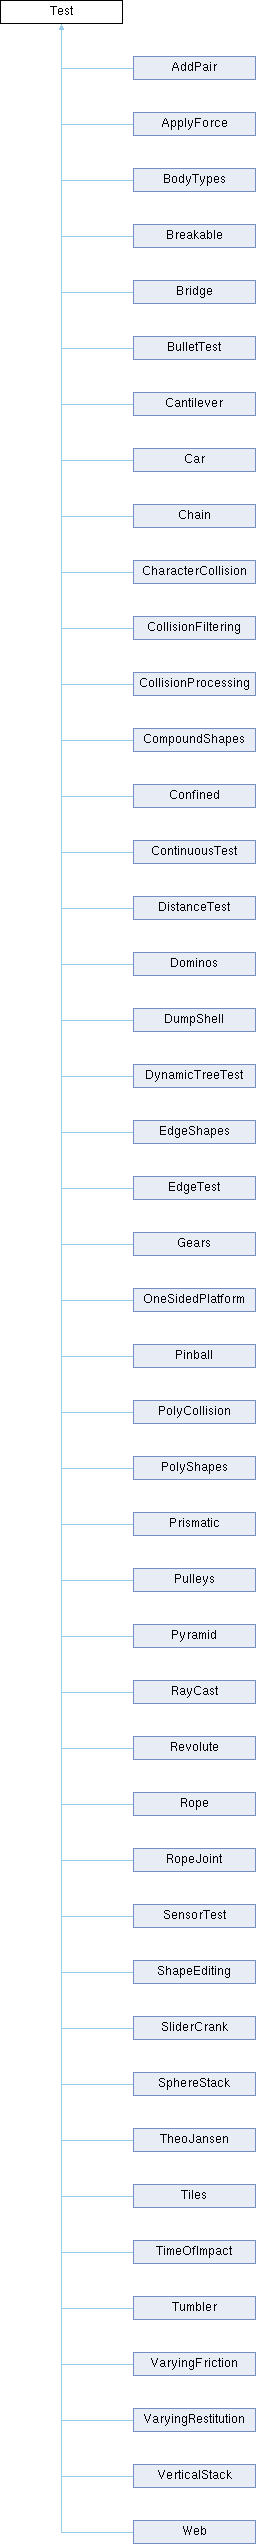 Test
AddPair
ApplyForce
BodyTypes
Breakable
Bridge
BulletTest
Cantilever
Car
Chain
CharacterCollision
CollisionFiltering
CollisionProcessing
CompoundShapes
Confined
ContinuousTest
DistanceTest
Dominos
DumpShell
DynamicTreeTest
EdgeShapes
EdgeTest
Gears
OneSidedPlatform
Pinball
PolyCollision
PolyShapes
Prismatic
Pulleys
Pyramid
RayCast
Revolute
Rope
RopeJoint
SensorTest
ShapeEditing
SliderCrank
SphereStack
TheoJansen
Tiles
TimeOfImpact
Tumbler
VaryingFriction
VaryingRestitution
VerticalStack
Web